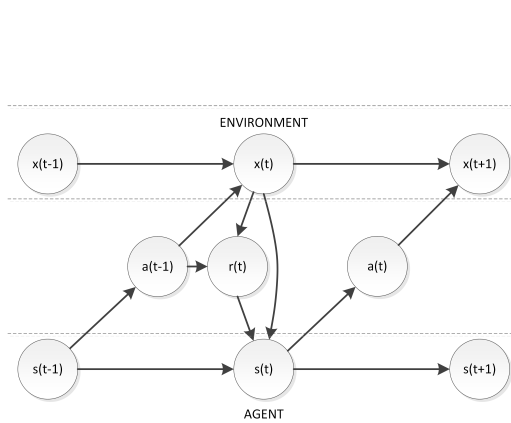 ENVIRONMENT
x(t-1)
x(t)
x(t+1)
a(t-1)
r(t)
a(t)
s(t-1)
s(t)
s(t+1)
AGENT